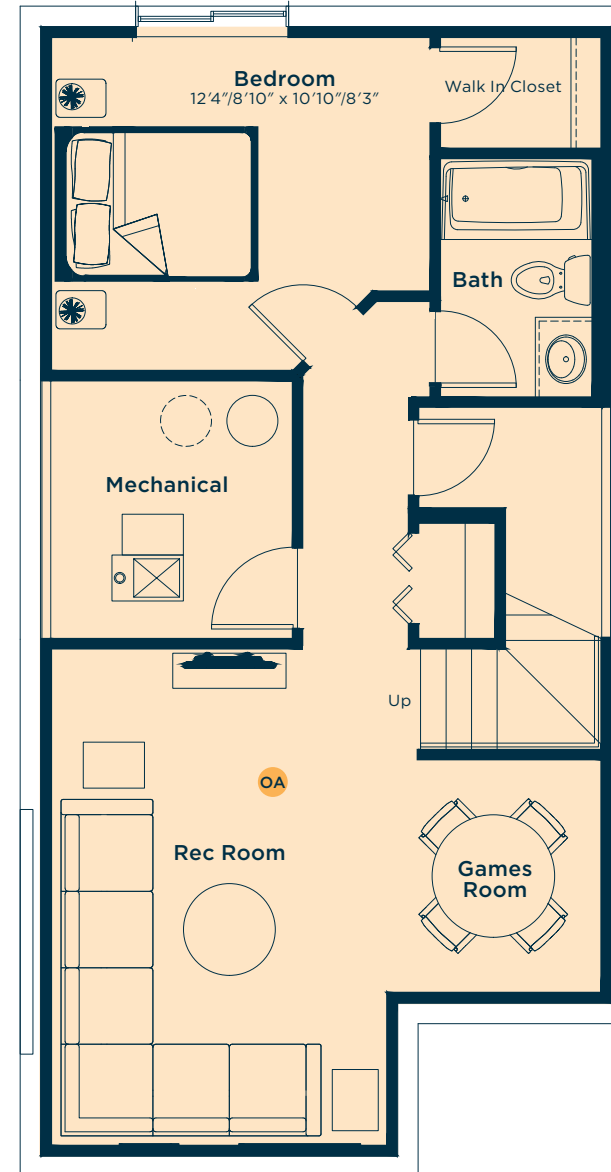 Bedroom
12'4"/8'10" x 10'10"/8'3"
Walk In Closet
Bath
Mechanical
Up
OA
Rec Room
Games
Room